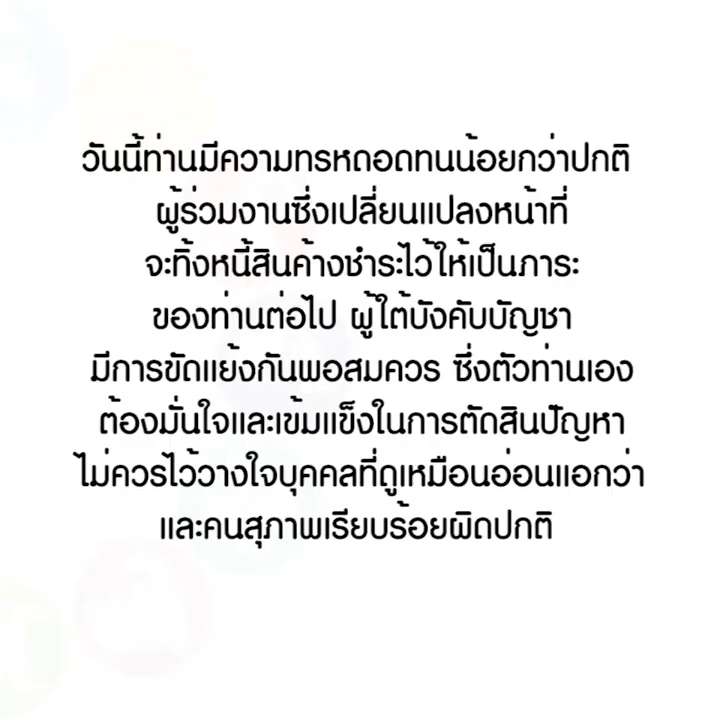 วันนี้ท่านมีความทรหดอดทนน้อยกว่าปกติ
ผู้ร่วมงานซึ่งเปลี่ยนแปลงหน้าที่
จะทิ้งหนี้สินค้างชำระไว้ให้เป็นภาระ
ของท่านต่อไป ผู้ใต้บังคับบัญชา
มีการขัดแย้งกันพอสมควร ซึ่งตัวท่านเอง
ต้องมั่นใจและเข้มแข็งในการตัดสินปัญหา
ไม่ควรไว้วางใจบุคคลที่ดูเหมือนอ่อนแอกว่า
และคนสุภาพเรียบร้อยผิดปกติ